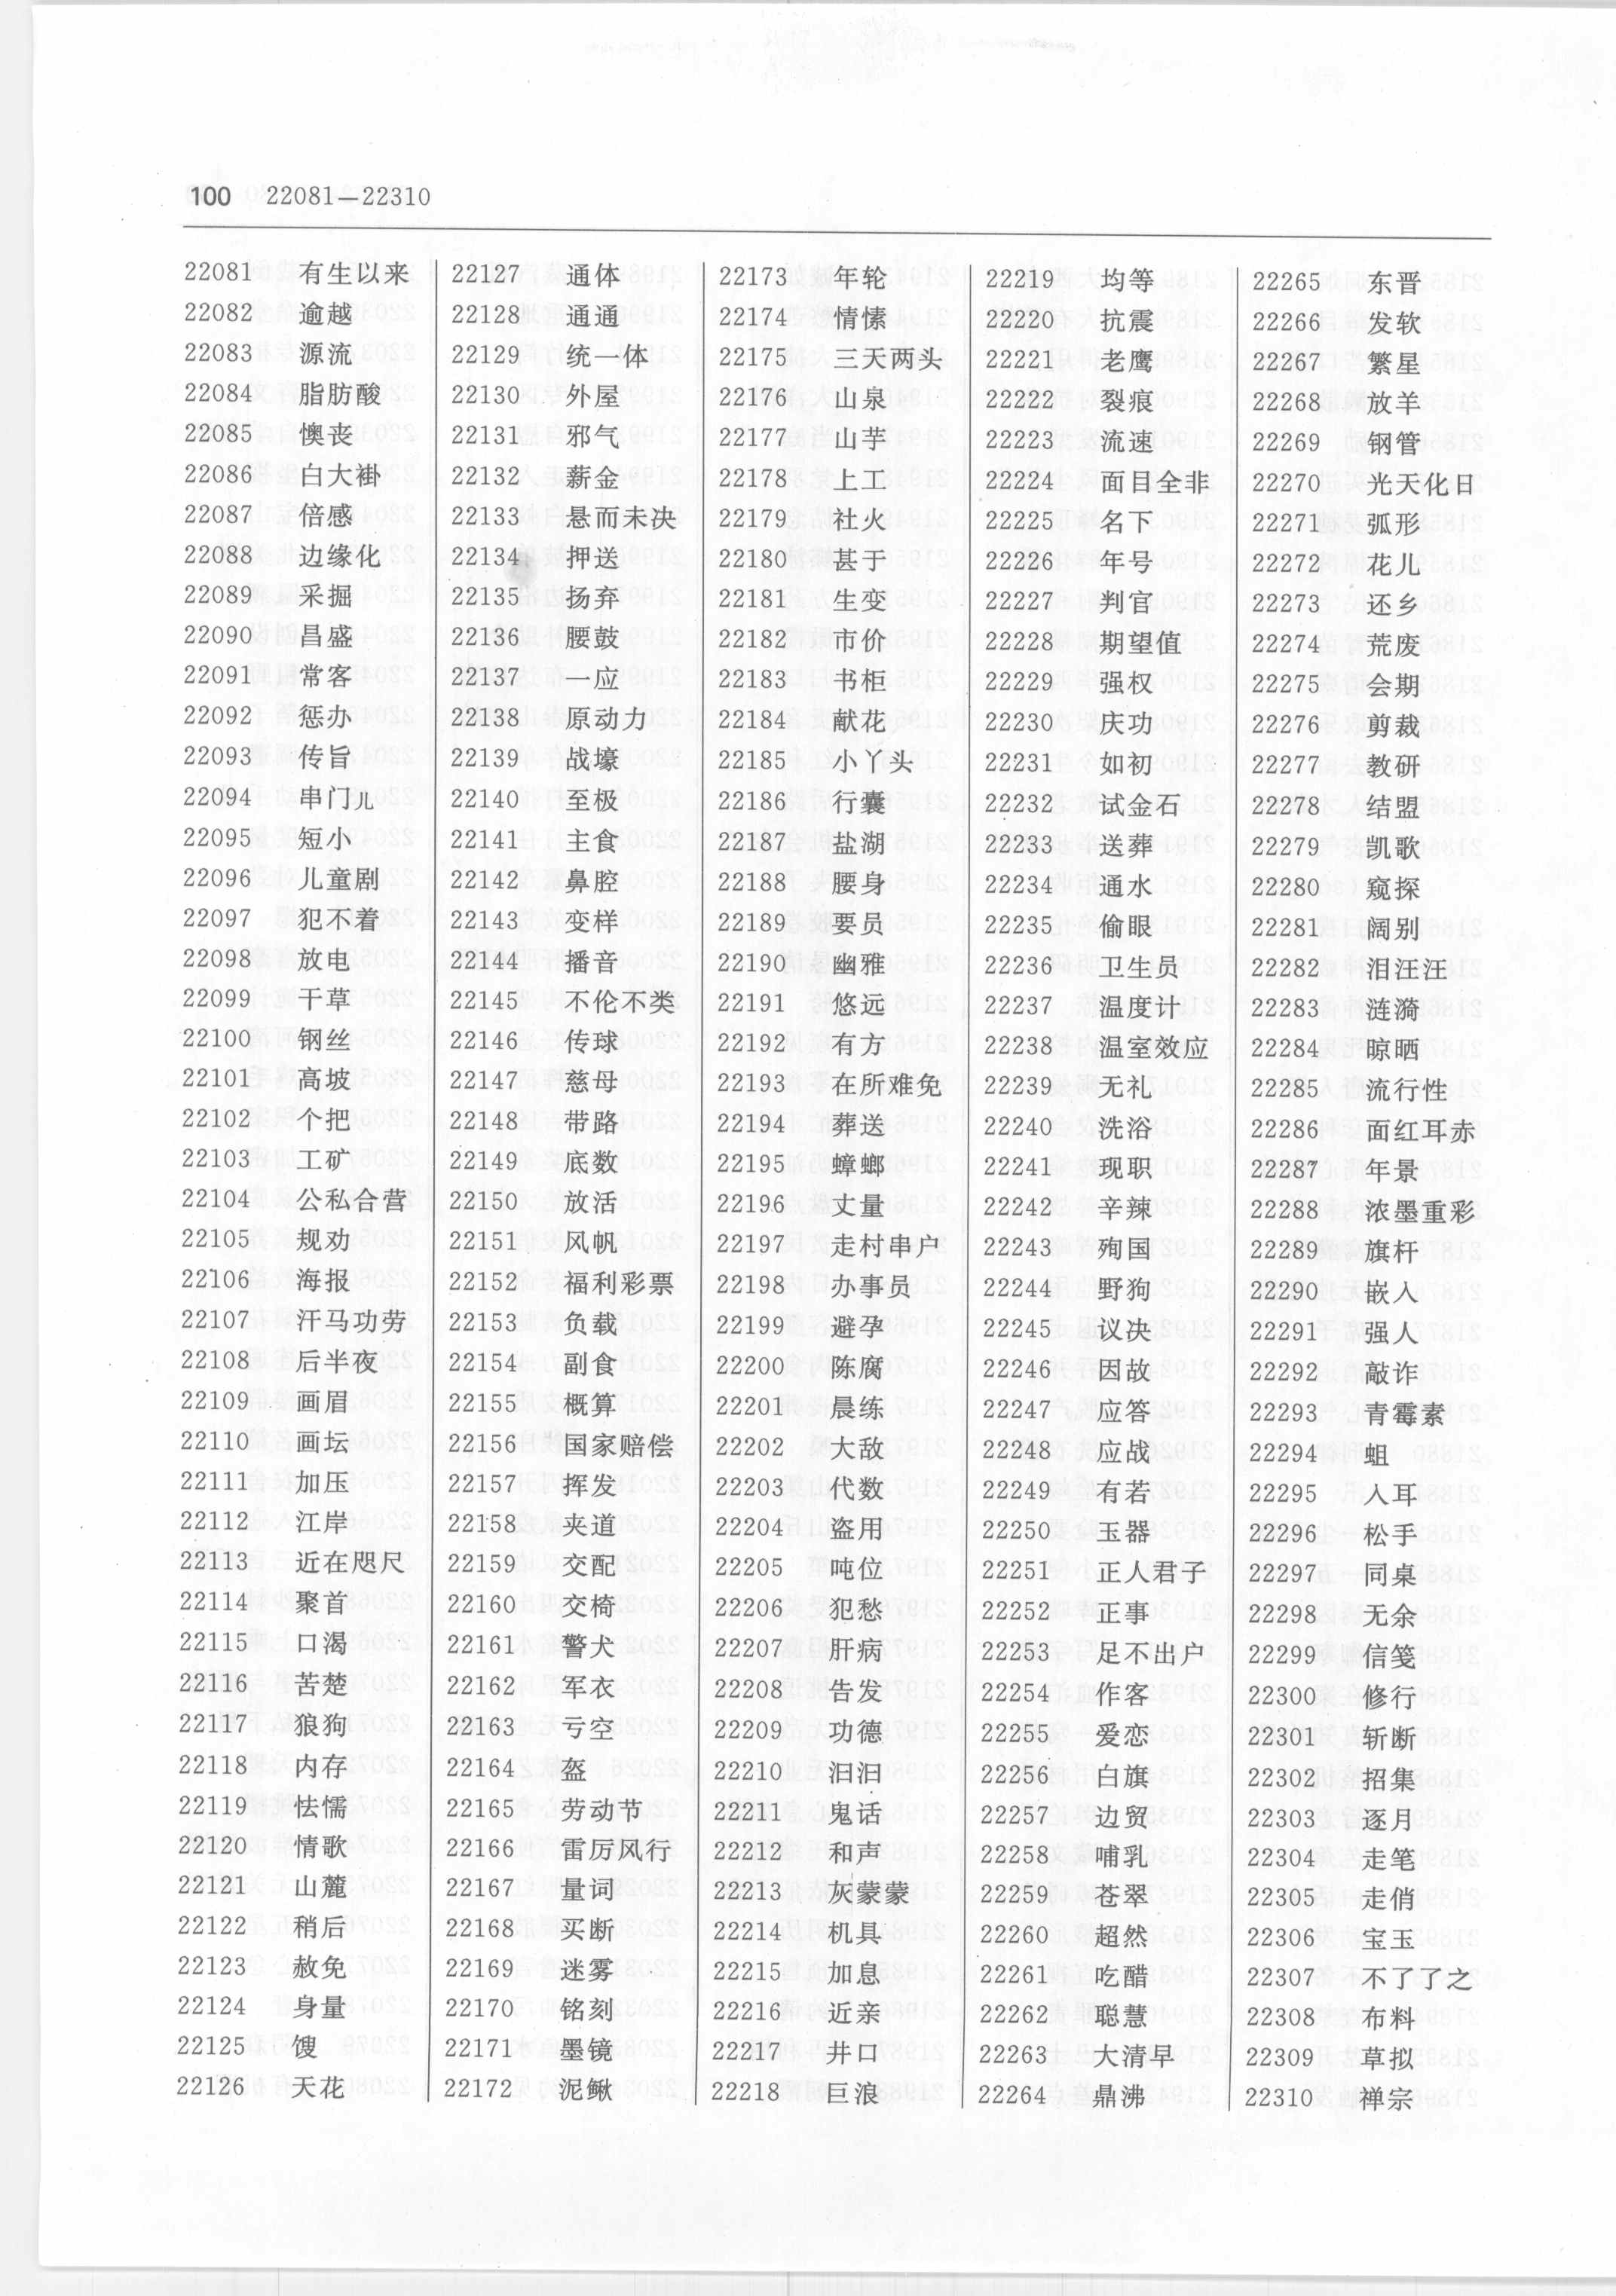 100 22081—22310
22081 有生以来
22082 逾越
22083 源流
22084 脂肪酸
22085 懊丧
22086 白大褂
22087 倍感
22088 边缘化
22089 采掘
22090 昌盛
22091 常客
22092 惩办
22093 传旨
22094 串门儿
22095 短小
22096 儿童剧
22097 犯不着
22098 放电
22099 干草
22100 钢丝
22101 高坡
22102 个把
22103 工矿
22104 公私合营
22105 规劝
22106 海报
22107 汗马功劳
22108 后半夜
22109 画眉
22110 画坛
22111 加压
22112 江岸
22113 近在咫尺
22114 聚首
22115 口渴
22116 苦楚
22117 狼狗
22118 内存
22119 怯懦
22120 情歌
22121 山麓
22122 稍后
22123 赦免
22124 身量
22125 馊
22126 天花
22127 通体
22128 通通
22129 统一体
22130 外屋
22131 邪气
22132 薪金
22133 悬而未决
22134 押送
22135 扬弃
22136 腰鼓
22137 一应
22138 原动力
22139 战壕
22140 至极
22141 主食
22142 鼻腔
22143 变样
22144 播音
22145 不伦不类
22146 传球
22147 慈母
22148 带路
22149 底数
22150 放活
22151 风帆
22152 福利彩票
22153 负载
22154 副食
22155 概算
22156 国家赔偿
22157 挥发
22158 夹道
22159 交配
22160 交椅
22161 警犬
22162 军衣
22163 亏空
22164 盔
22165 劳动节
22166 雷厉风行
22167 量词
22168 买断
22169 迷雾
22170 铭刻
22171 墨镜
22172 泥鳅
22173 年轮
22174 情愫
22175 三天两头
22176 山泉
22177 山芋
22178 上工
22179 社火
22180 甚于
22181 生变
22182 市价
22183 书柜
22184 献花
22185 小丫头
22186 行囊
22187 盐湖
22188 腰身
22189 要员
22190 幽雅
22191 悠远
22192 有方
22193 在所难免
22194 葬送
22195 蟑螂
22196 丈量
22197 走村串户
22198 办事员
22199 避孕
22200 陈腐
22201 晨练
22202 大敌
22203 代数
22204 盗用
22205 吨位
22206 犯愁
22207 肝病
22208 告发
22209 功德
22210 汩汩
22211 鬼话
22212 和声
22213 灰蒙蒙
22214 机具
22215 加息
22216 近亲
22217 井口
22218 巨浪
22219 均等
22220 抗震
22221 老鹰
22222 裂痕
22223 流速
22224 面目全非
22225 名下
22226 年号
22227 判官
22228 期望值
22229 强权
22230 庆功
22231 如初
22232 试金石
22233 送葬
22234 通水
22235 偷眼
22236 卫生员
22237 温度计
22238 温室效应
22239 无礼
22240 洗浴
22241 现职
22242 辛辣
22243 殉国
22244 野狗
22245 议决
22246 因故
22247 应答
22248 应战
22249 有若
22250 玉器
22251 正人君子
22252 正事
22253 足不出户
22254 作客
22255 爱恋
22256 白旗
22257 边贸
22258 哺乳
22259 苍翠
22260 超然
22261 吃醋
22262 聪慧
22263 大清早
22264 鼎沸
22265 东晋
22266 发软
22267 繁星
22268 放羊
22269 钢管
22270 光天化日
22271 弧形
22272 花儿
22273 还乡
22274 荒废
22275 会期
22276 剪裁
22277 教研
22278 结盟
22279 凯歌
22280 窥探
22281 阔别
22282 泪汪汪
22283 涟漪
22284 晾晒
22285 流行性
22286 面红耳赤
22287 年景
22288 浓墨重彩
22289 旗杆
22290 嵌入
22291 强人
22292 敲诈
22293 青霉素
22294 蛆
22295 入耳
22296 松手
22297 同桌
22298 无余
22299 信笺
22300 修行
22301 斩断
22302 招集
22303 逐月
22304 走笔
22305 走俏
22306 宝玉
22307 不了了之
22308 布料
22309 草拟
22310 禅宗